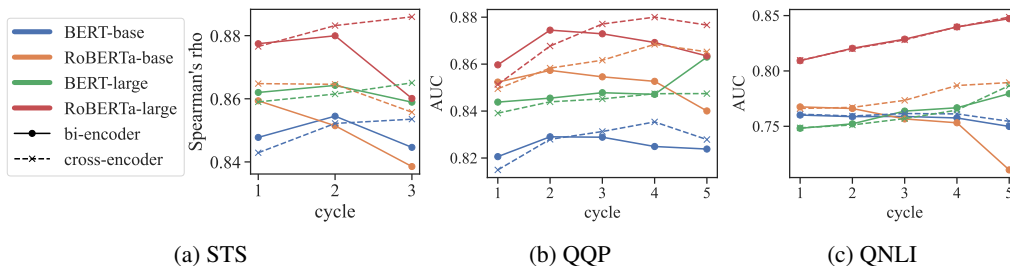 BERT-base
RoBERTa-base
BERT-large
RoBERTa-large
bi-encoder
cross-encoder
Spearman's rho
0.88
0.86
0.84
1 2 3
cycle
(a) STS
AUC
0.88
0.86
0.84
0.82
1 2 3 4 5
cycle
(b) QQP
AUC
0.85
0.80
0.75
1 2 3 4 5
cycle
(c) QNLI